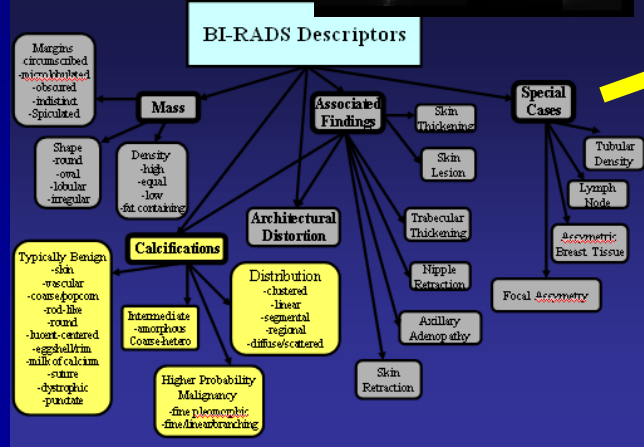 BI-RADS Descriptors
Margins
circumscribed
-microlobulated
-obscured
-indistinct
-Spiculated
Mass
Shape
-round
-oval
-lobular
-irregular
Density
-high
-equal
-low
-fat containing
Associated
Findings
Skin
Thickening
Skin
Lesion
Trabecular
Thickening
Nipple
Retraction
Axillary
Adenopathy
Skin
Retraction
Special
Cases
Tubular
Density
Lymph
Node
Assymetric
Breast Tissue
Focal Assymetry
Architectural
Distortion
Calcifications
Typically Benign
-skin
-vascular
-coarse/popcorn
-rod-like
-round
-lucent-centered
-eggshell/rim
-milk of calcium
-suture
-dystrophic
-punctate
Intermediate
-amorphous
Coarse-hetero
Distribution
-clustered
-linear
-segmental
-regional
-diffuse/scattered
Higher Probability
Malignancy
-fine pleomorphic
-fine/linear/branching